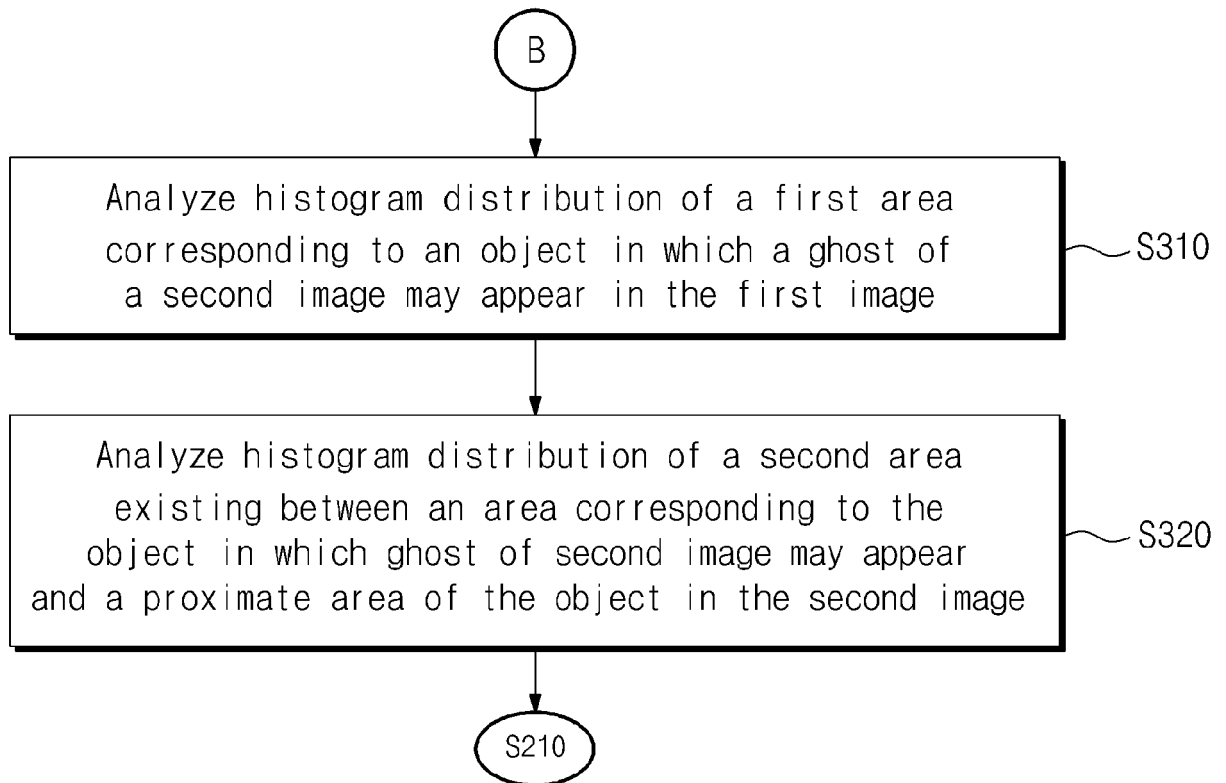 B
Analyze histogram distribution of a first area
corresponding to an object in which a ghost of
a second image may appear in the first image
S310
Analyze histogram distribution of a second area
existing between an area corresponding to the
object in which ghost of second image may appear
and a proximate area of the object in the second image
S320
S210